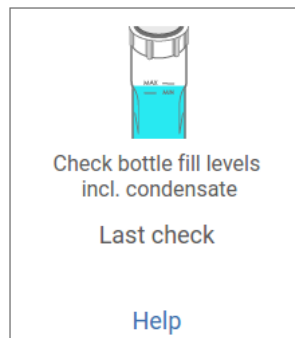 MAX
MIN
Check bottle fill levels
incl. condensate
Last check
Help